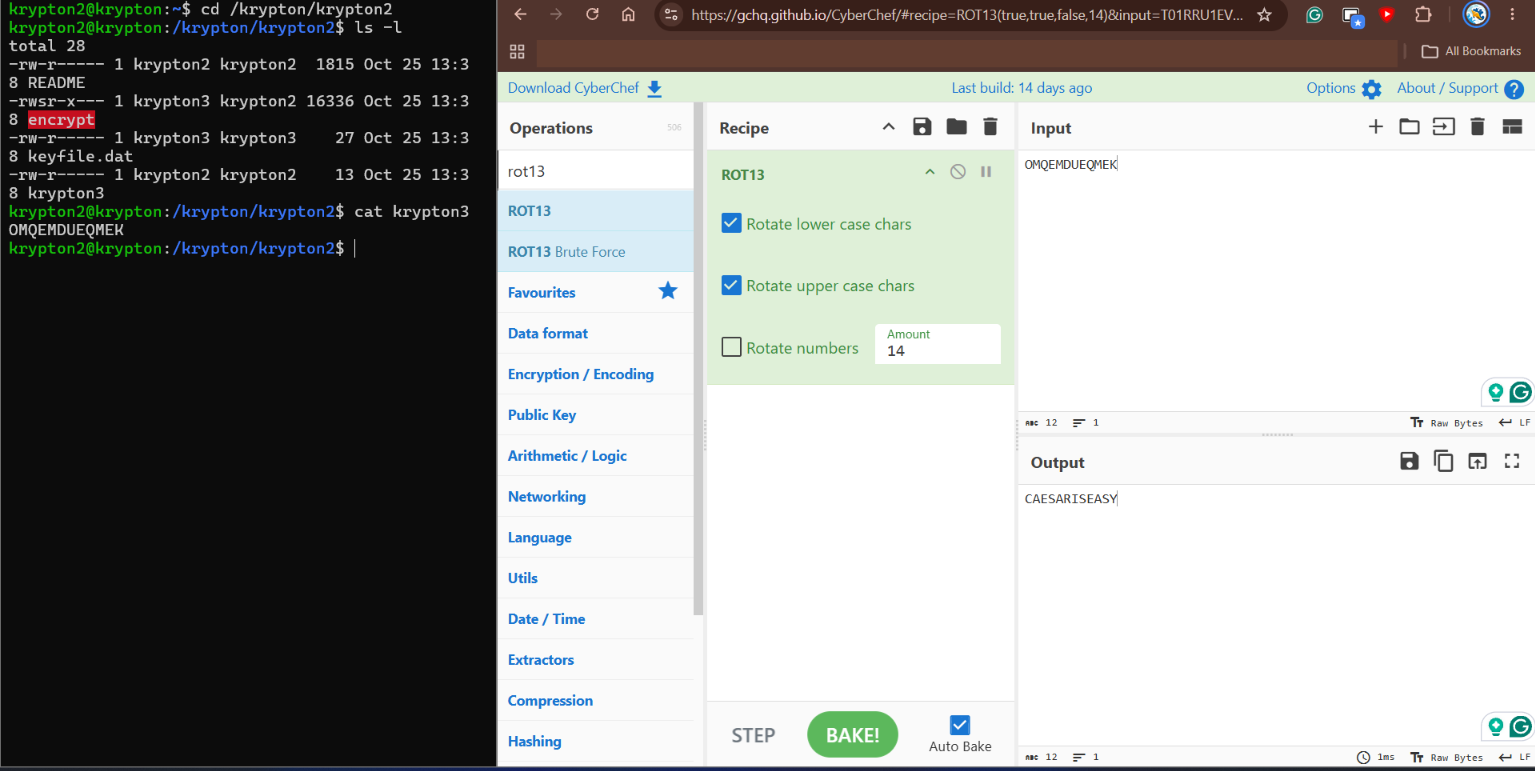 krypton2@krypton:~$ cd /krypton/krypton2
krypton2@krypton:/krypton/krypton2$ ls -l
total 28
-rw-r----- 1 krypton2 krypton2  1815 Oct 25 13:3
8 README
-rwsr-x--- 1 krypton3 krypton2 16336 Oct 25 13:3
8 encrypt
-rw-r----- 1 krypton3 krypton3    27 Oct 25 13:3
8 keyfile.dat
-rw-r----- 1 krypton2 krypton2    13 Oct 25 13:3
8 krypton3
krypton2@krypton:/krypton/krypton2$ cat krypton3
OMQEMDUEQMEK
krypton2@krypton:/krypton/krypton2$
https://gchq.github.io/CyberChef/#recipe=ROT13(true,true,false,14)&input=T01RRU1EV...
All Bookmarks
Download CyberChef
Last build: 14 days ago
Options
About / Support
Operations
506
rot13
ROT13
ROT13 Brute Force
Favourites
Data format
Encryption / Encoding
Public Key
Arithmetic / Logic
Networking
Language
Utils
Date / Time
Extractors
Compression
Hashing
Recipe
ROT13
Rotate lower case chars
Rotate upper case chars
Rotate numbers
Amount
14
STEP
BAKE!
Auto Bake
Input
OMQEMDUEQMEK
ABC 12
1
Tт Raw Bytes
LF
Output
CAESARISEASY
ABC 12
1
1ms
Tт Raw Bytes
LF